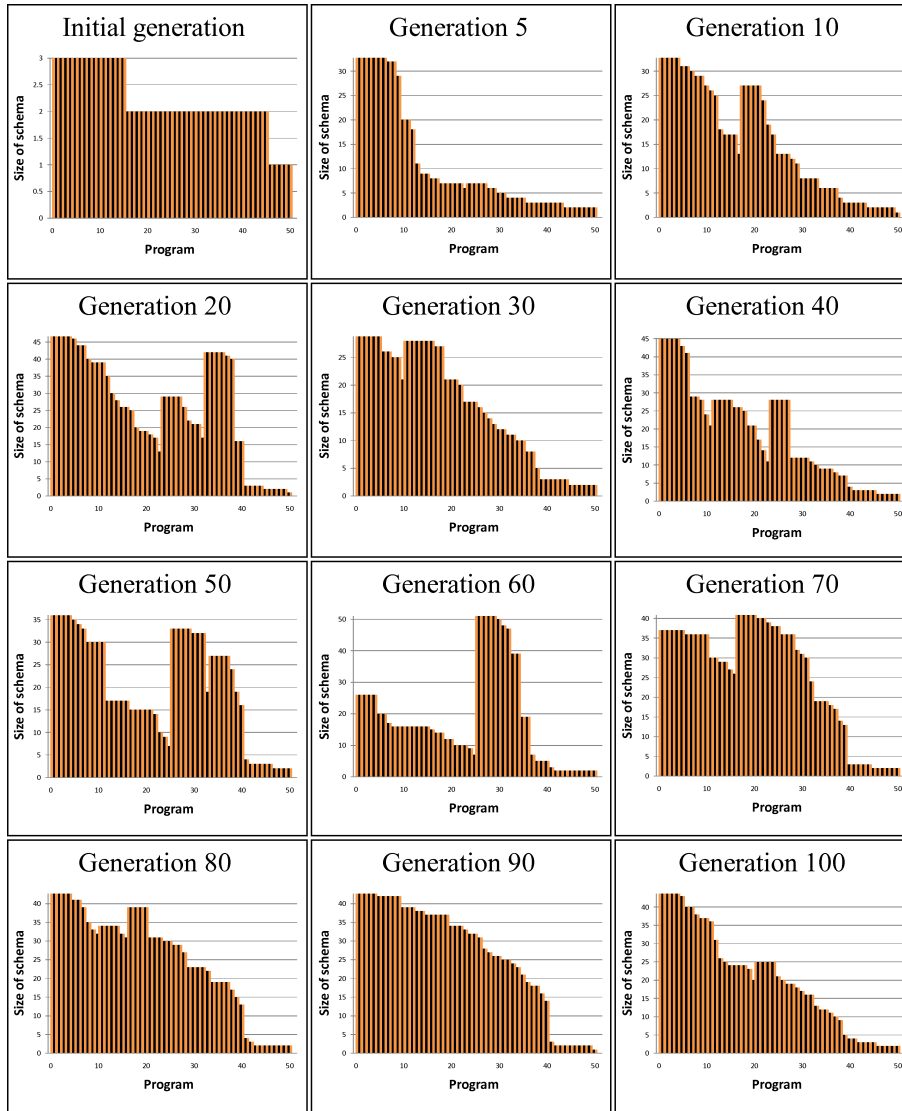 Initial generation
Size of schema
3
2.5
2
1.5
1
0.5
0
0 10 20 30 40 50
Program
Generation 5
Size of schema
30
25
20
15
10
5
0
0 10 20 30 40 50
Program
Generation 10
Size of schema
30
25
20
15
10
5
0
0 10 20 30 40 50
Program
Generation 20
Size of schema
45
40
35
30
25
20
15
10
5
0
0 10 20 30 40 50
Program
Generation 30
Size of schema
25
20
15
10
5
0
0 10 20 30 40 50
Program
Generation 40
Size of schema
45
40
35
30
25
20
15
10
5
0
0 10 20 30 40 50
Program
Generation 50
Size of schema
35
30
25
20
15
10
5
0
0 10 20 30 40 50
Program
Generation 60
Size of schema
50
40
30
20
10
0
0 10 20 30 40 50
Program
Generation 70
Size of schema
40
35
30
25
20
15
10
5
0
0 10 20 30 40 50
Program
Generation 80
Size of schema
40
35
30
25
20
15
10
5
0
0 10 20 30 40 50
Program
Generation 90
Size of schema
40
35
30
25
20
15
10
5
0
0 10 20 30 40 50
Program
Generation 100
Size of schema
40
35
30
25
20
15
10
5
0
0 10 20 30 40 50
Program